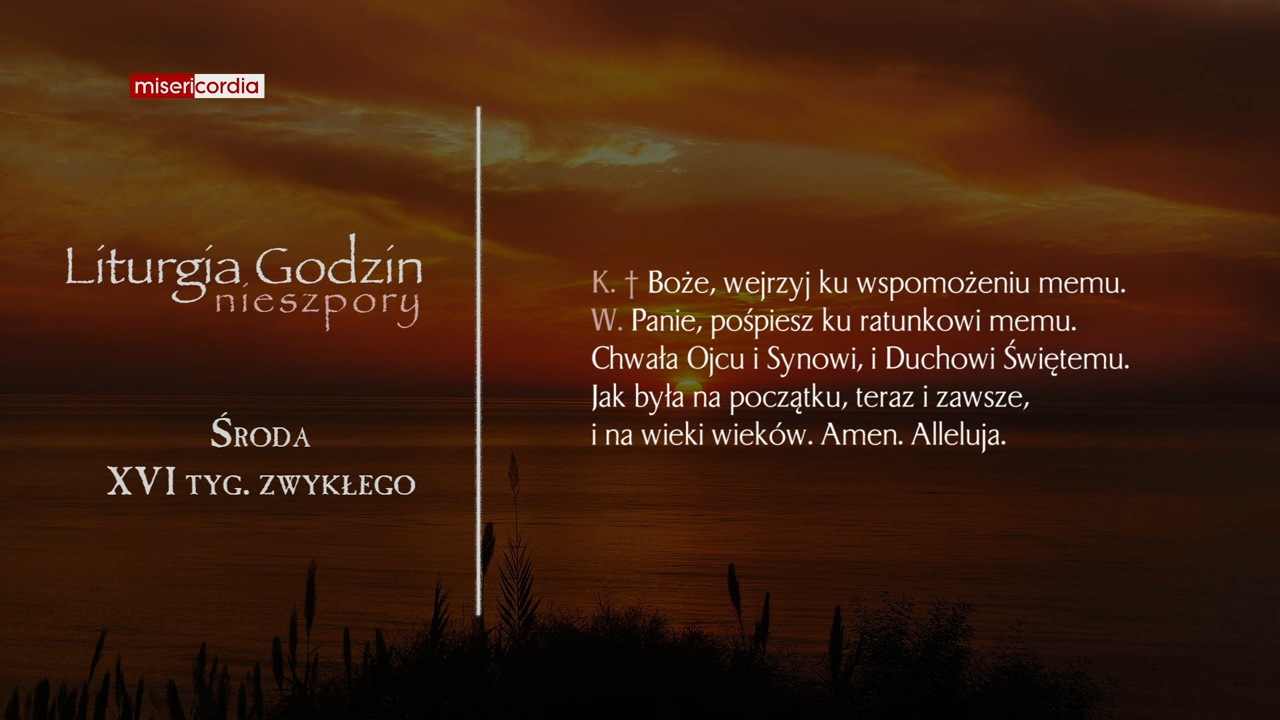 misericordia
Liturgia Godzin
nieszpory
Środa
XVI tyg. zwykłego
K. † Boże, wejrzyj ku wspomożeniu memu.
W. Panie, pośpiesz ku ratunkowi memu.
Chwała Ojcu i Synowi, i Duchowi Świętemu.
Jak była na początku, teraz i zawsze,
i na wieki wieków. Amen. Alleluja.